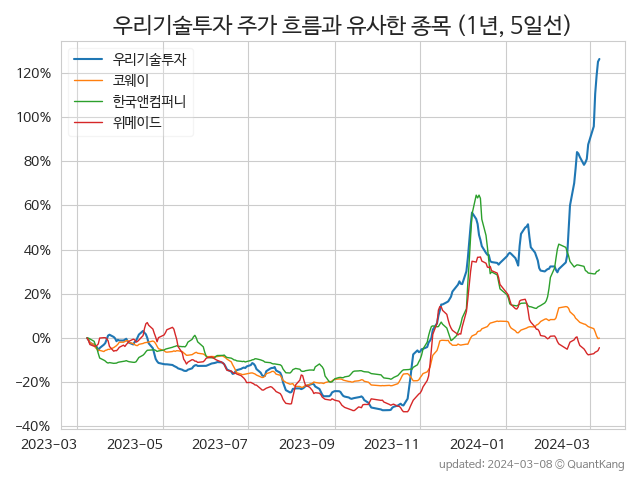 우리기술투자 주가 흐름과 유사한 종목 (1년, 5일선)
우리기술투자
코웨이
한국앤컴퍼니
위메이드
120%
100%
80%
60%
40%
20%
0%
−20%
−40%
2023-03 2023-05 2023-07 2023-09 2023-11 2024-01 2024-03
updated: 2024-03-08 © QuantKang